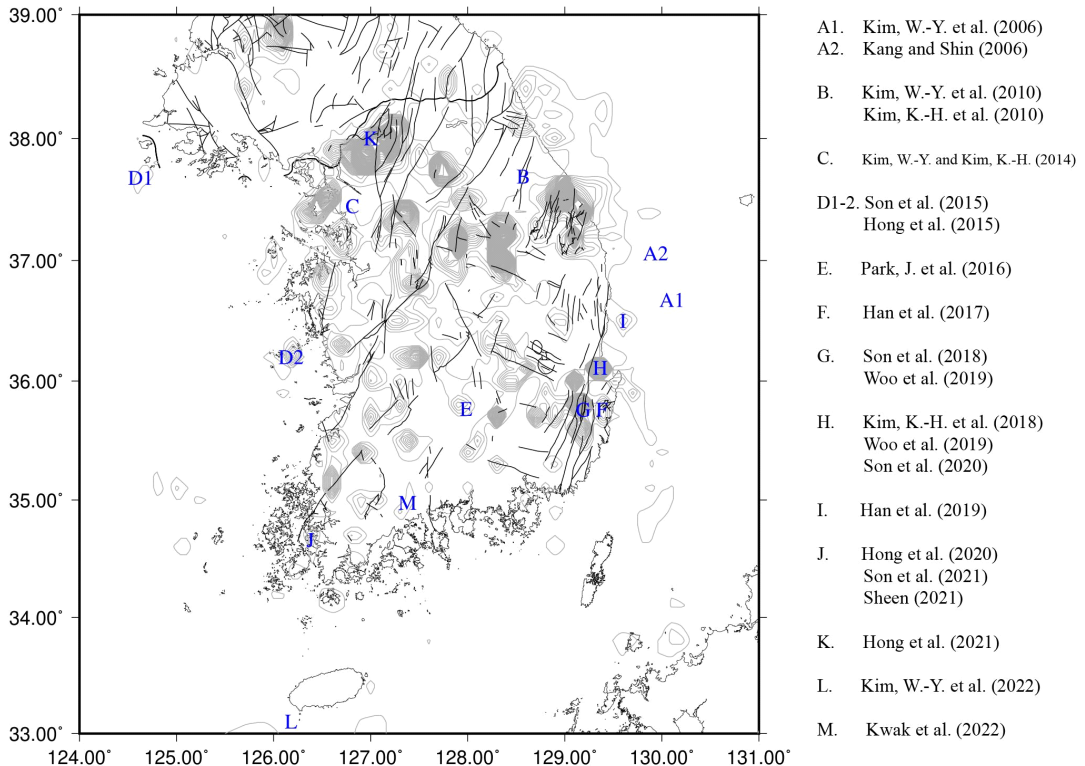 39.00°
38.00°
37.00°
36.00°
35.00°
34.00°
33.00°
124.00°
125.00°
126.00°
127.00°
128.00°
129.00°
130.00°
131.00°
K
D1
B
C
A2
A1
I
D2
H
E
G
F
M
J
L
A1. Kim, W.-Y. et al. (2006)
A2. Kang and Shin (2006)
B. Kim, W.-Y. et al. (2010)
Kim, K.-H. et al. (2010)
C. Kim, W.-Y. and Kim, K.-H. (2014)
D1-2. Son et al. (2015)
Hong et al. (2015)
E. Park, J. et al. (2016)
F. Han et al. (2017)
G. Son et al. (2018)
Woo et al. (2019)
H. Kim, K.-H. et al. (2018)
Woo et al. (2019)
Son et al. (2020)
I. Han et al. (2019)
J. Hong et al. (2020)
Son et al. (2021)
Sheen (2021)
K. Hong et al. (2021)
L. Kim, W.-Y. et al. (2022)
M. Kwak et al. (2022)